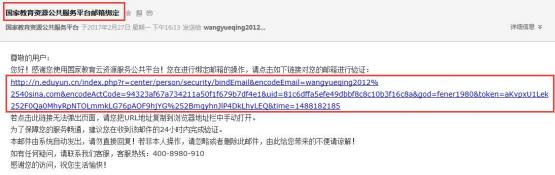 国家教育资源公共服务平台邮箱绑定
国家教育资源公共服务平台 于2017年2月27日 星期一 下午16:13 发送给 wangyueqing2012...
详细信息
尊敬的用户:
您好!感谢您使用国家教育云资源服务公共平台!您在进行绑定邮箱的操作,请点击如下链接对您的邮箱进行验证:
http://n.eduyun.cn/index.php?r=center/person/security/bindEmail&encodeEmail=wangyueqing2012%
2540sina.com&encodeActCode=94323af67a734211a50f1f679b7df4e1&uid=81c6dffa5efe49dbbf8c8c10b3f16c8a&god=fener1980&token=aKvpxU1Lek
252F0Qa0MhyRpNTOLmmkLG76pAOF9hJYG%252BmqyhnJlP4DkLhyLEQ&time=1488182185
若点击此链接无法弹出页面,请您把URL地址复制到浏览器地址栏中手动打开。
为了保障您的服务畅通,建议您在收到该邮件的24小时内完成验证。
本邮件由系统自动发出,请勿直接回复!若非本人操作,请忽略或者删除此邮件,由此给您带来的不便请谅解!
如有任何疑问,请联系我们客服,客服热线:400-8980-910
感谢您的访问,祝您生活愉快!